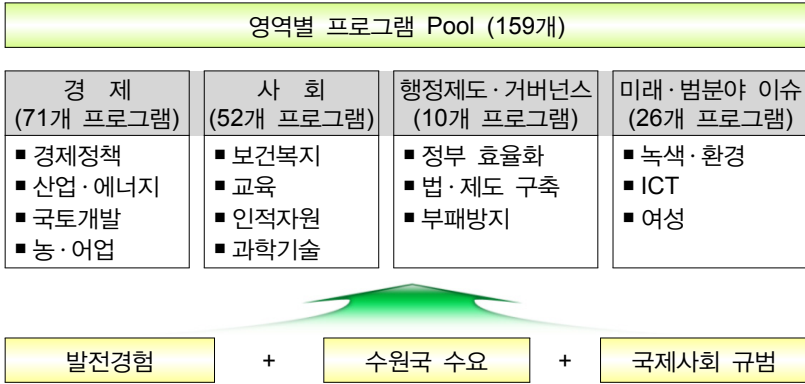 영역별 프로그램 Pool (159개)
경 제
(71개 프로그램)
■ 경제정책
■ 산업·에너지
■ 국토개발
■ 농·어업
사 회
(52개 프로그램)
■ 보건복지
■ 교육
■ 인적자원
■ 과학기술
행정제도·거버넌스
(10개 프로그램)
■ 정부 효율화
■ 법·제도 구축
■ 부패방지
미래·범분야 이슈
(26개 프로그램)
■ 녹색·환경
■ ICT
■ 여성
발전경험 + 수원국 수요 + 국제사회 규범